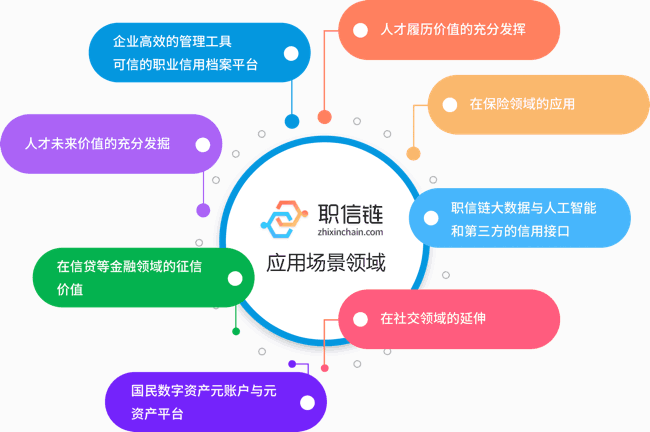 企业高效的管理工具
可信的职业信用档案平台
人才履历价值的充分发挥
在保险领域的应用
人才未来价值的充分发掘
职信链
zhixinchain.com
应用场景领域
职信链大数据与人工智能
和第三方的信用接口
在信贷等金融领域的征信
价值
在社交领域的延伸
国民数字资产元账户与元
资产平台